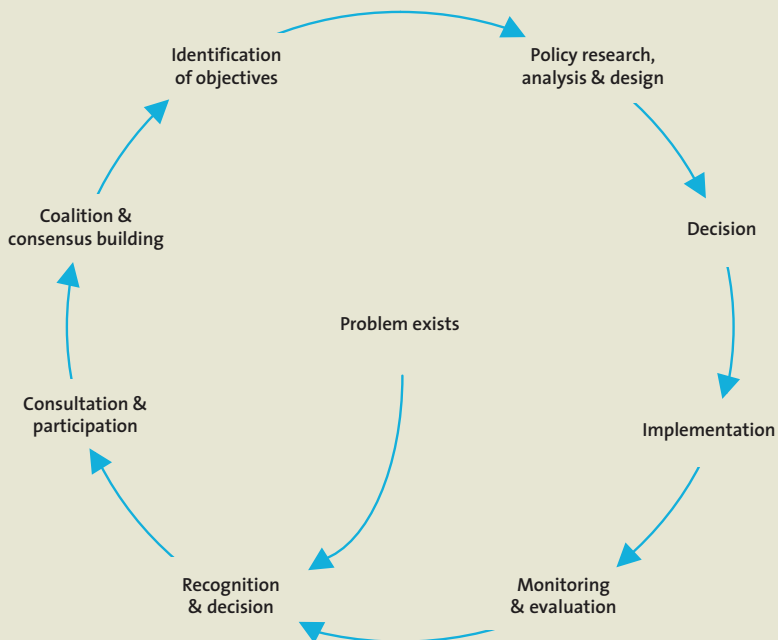 Identification
of objectives
Policy research,
analysis & design
Coalition &
consensus building
Decision
Problem exists
Consultation &
participation
Implementation
Recognition
& decision
Monitoring
& evaluation